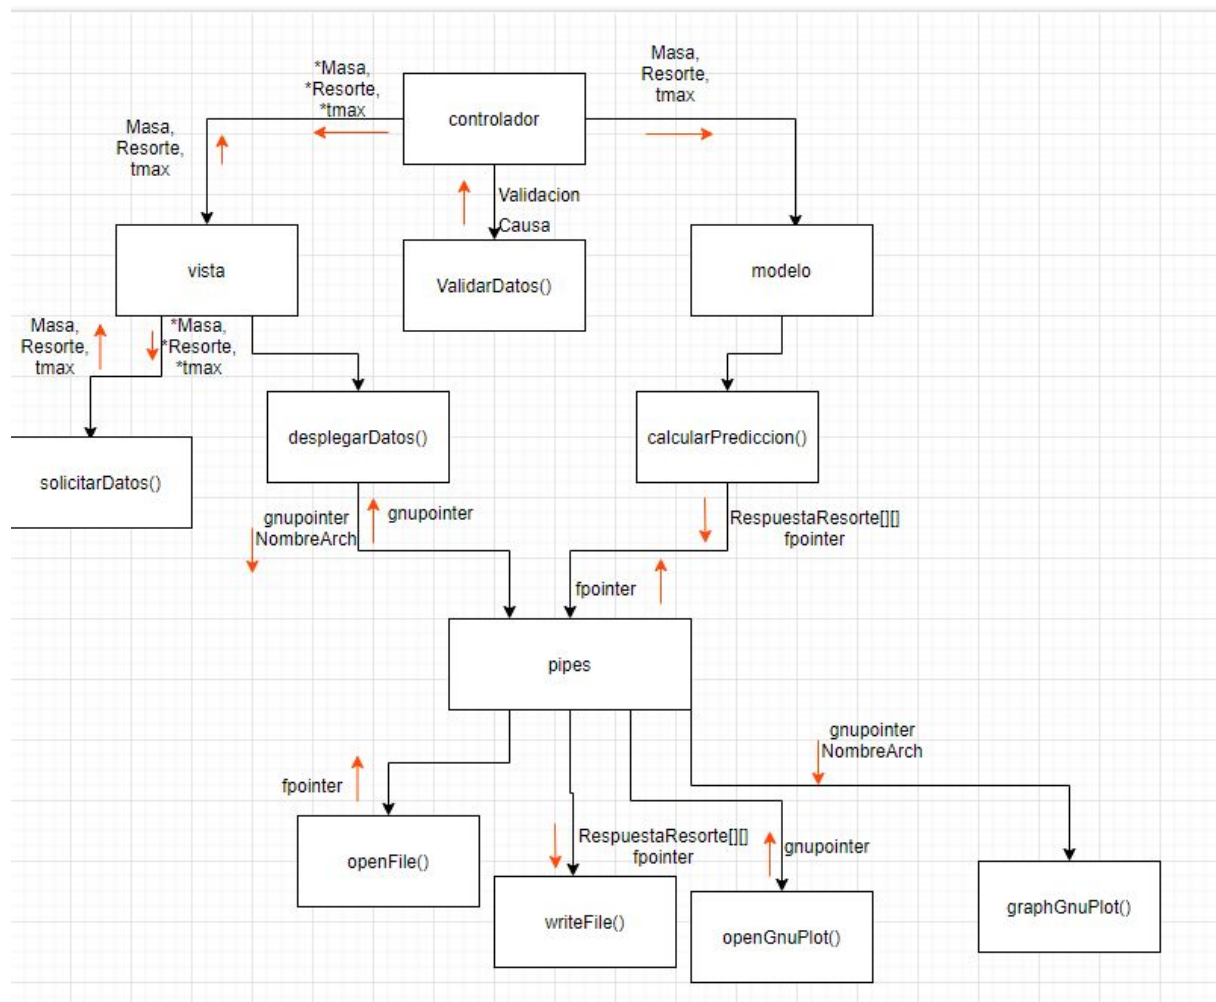 *Masa,
*Resorte,
*tmax
controlador
Masa,
Resorte,
tmax
Masa,
Resorte,
tmax
Validacion
Causa
vista
ValidarDatos()
modelo
Masa,
Resorte,
tmax
*Masa,
*Resorte,
*tmax
desplegarDatos()
calcularPrediccion()
solicitarDatos()
gnupointer
NombreArch
gnupointer
RespuestaResorte[][]
fpointer
fpointer
pipes
gnupointer
NombreArch
fpointer
RespuestaResorte[][]
fpointer
gnupointer
openFile()
writeFile()
openGnuPlot()
graphGnuPlot()